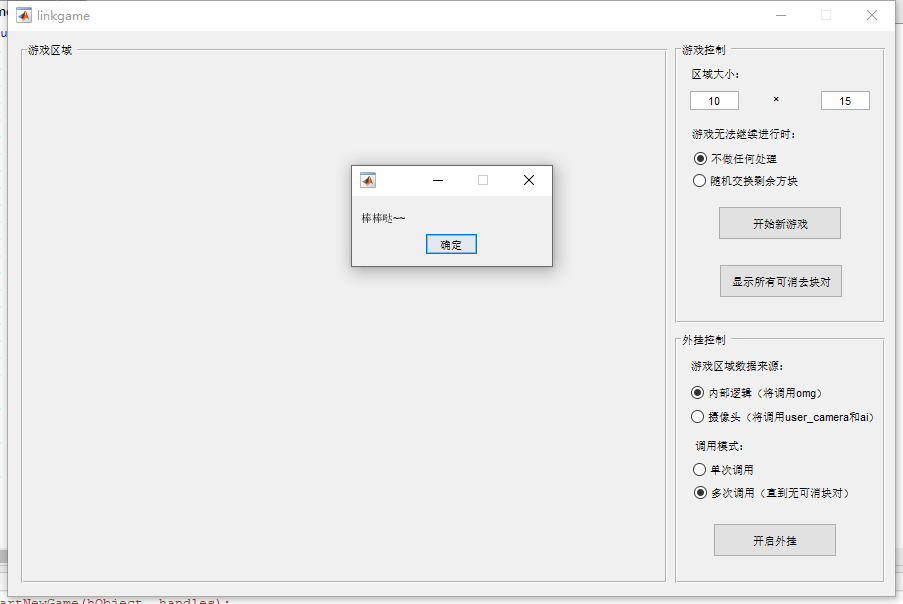 linkgame
游戏区域
棒棒哒~~
确定
游戏控制
区域大小:
10 × 15
游戏无法继续进行时:
不做任何处理
随机交换剩余方块
开始新游戏
显示所有可消去块对
外挂控制
游戏区域数据来源:
内部逻辑（将调用omg）
摄像头（将调用user_camera和ai）
调用模式:
单次调用
多次调用（直到无可消块对）
开启外挂
artNewGame(hObject, handles);